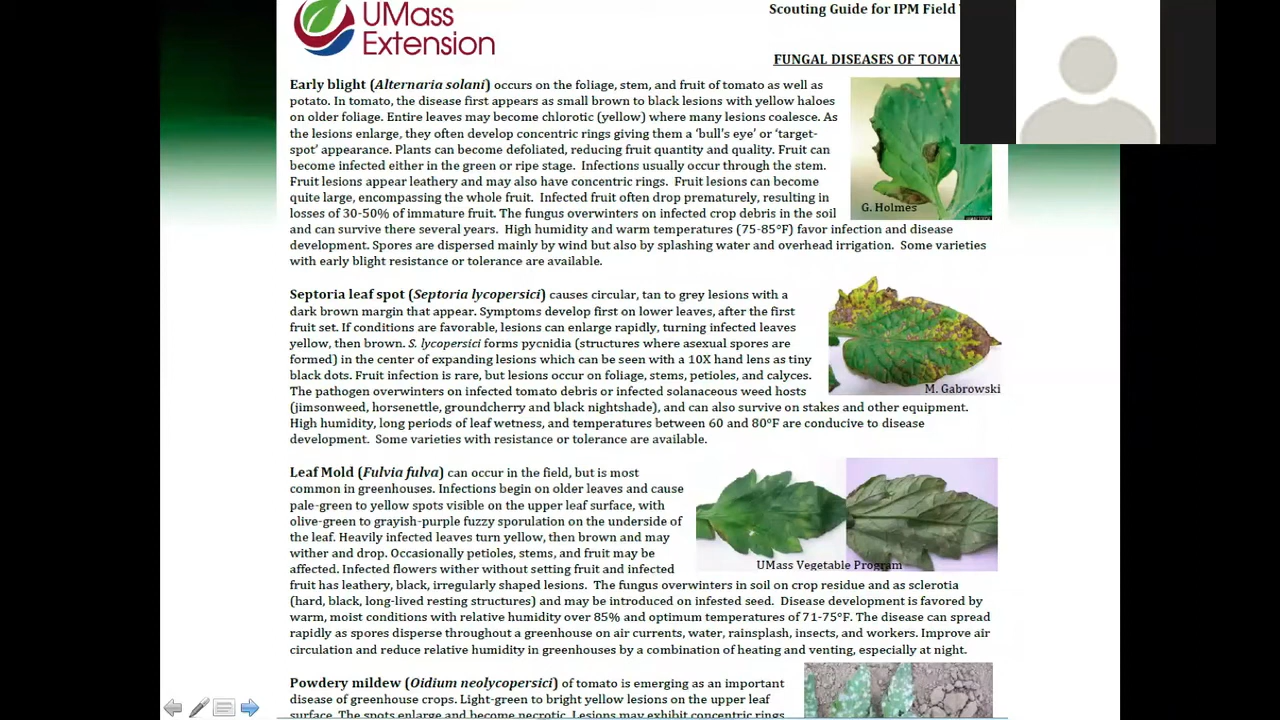 UMass
Extension
Scouting Guide for IPM Field
FUNGAL DISEASES OF
Early blight (Alternaria solani) occurs on the foliage, stem, and fruit of tomato as well as
potato. In tomato, the disease first appears as small brown to black lesions with yellow haloes
on older foliage. Entire leaves may become chlorotic (yellow) where many lesions coalesce. As
the lesions enlarge, they often develop concentric rings giving them a 'bull's eye' or 'target-
spot' appearance. Plants can become defoliated, reducing fruit quantity and quality. Fruit can
become infected either in the green or ripe stage. Infections usually occur through the stem.
Fruit lesions appear leathery and may also have concentric rings. Fruit lesions can become
quite large, encompassing the whole fruit. Infected fruit often drop prematurely, resulting in
losses of 30-50% of immature fruit. The fungus overwinters on infected crop debris in the soil
and can survive there several years. High humidity and warm temperatures (75-85°F) favor infection and disease
development. Spores are dispersed mainly by wind but also by splashing water and overhead irrigation. Some varieties
with early blight resistance or tolerance are available.
G. Holmes
Septoria leaf spot (Septoria lycopersici) causes circular, tan to grey lesions with a
dark brown margin that appear. Symptoms develop first on lower leaves, after the first
fruit set. If conditions are favorable, lesions can enlarge rapidly, turning infected leaves
yellow, then brown. S. lycopersici forms pycnidia (structures where asexual spores are
formed) in the center of expanding lesions which can be seen with a 10X hand lens as tiny
black dots. Fruit infection is rare, but lesions occur on foliage, stems, petioles, and calyces.
The pathogen overwinters on infected tomato debris or infected solanaceous weed hosts
(jimsonweed, horsenettle, groundcherry and black nightshade), and can also survive on stakes and other equipment.
High humidity, long periods of leaf wetness, and temperatures between 60 and 80°F are conducive to disease
development. Some varieties with resistance or tolerance are available.
M. Gabrowski
Leaf Mold (Fulvia fulva) can occur in the field, but is most
common in greenhouses. Infections begin on older leaves and cause
pale-green to yellow spots visible on the upper leaf surface, with
olive-green to grayish-purple fuzzy sporulation on the underside of
the leaf. Heavily infected leaves turn yellow, then brown and may
wither and drop. Occasionally petioles, stems, and fruit may be
affected. Infected flowers wither without setting fruit and infected
fruit has leathery, black, irregularly shaped lesions. The fungus overwinters in soil on crop residue and as sclerotia
(hard, black, long-lived resting structures) and may be introduced on infested seed. Disease development is favored by
warm, moist conditions with relative humidity over 85% and optimum temperatures of 71-75°F. The disease can spread
rapidly as spores disperse throughout a greenhouse on air currents, water, rainsplash, insects, and workers. Improve air
circulation and reduce relative humidity in greenhouses by a combination of heating and venting, especially at night.
UMass Vegetable Program
Powdery mildew (Oidium neolycopersici) of tomato is emerging as an important
disease of greenhouse crops. Light-green to bright yellow lesions on the upper leaf
surface. The spots enlarge and become necrotic. Lesions may exhibit concentric rings